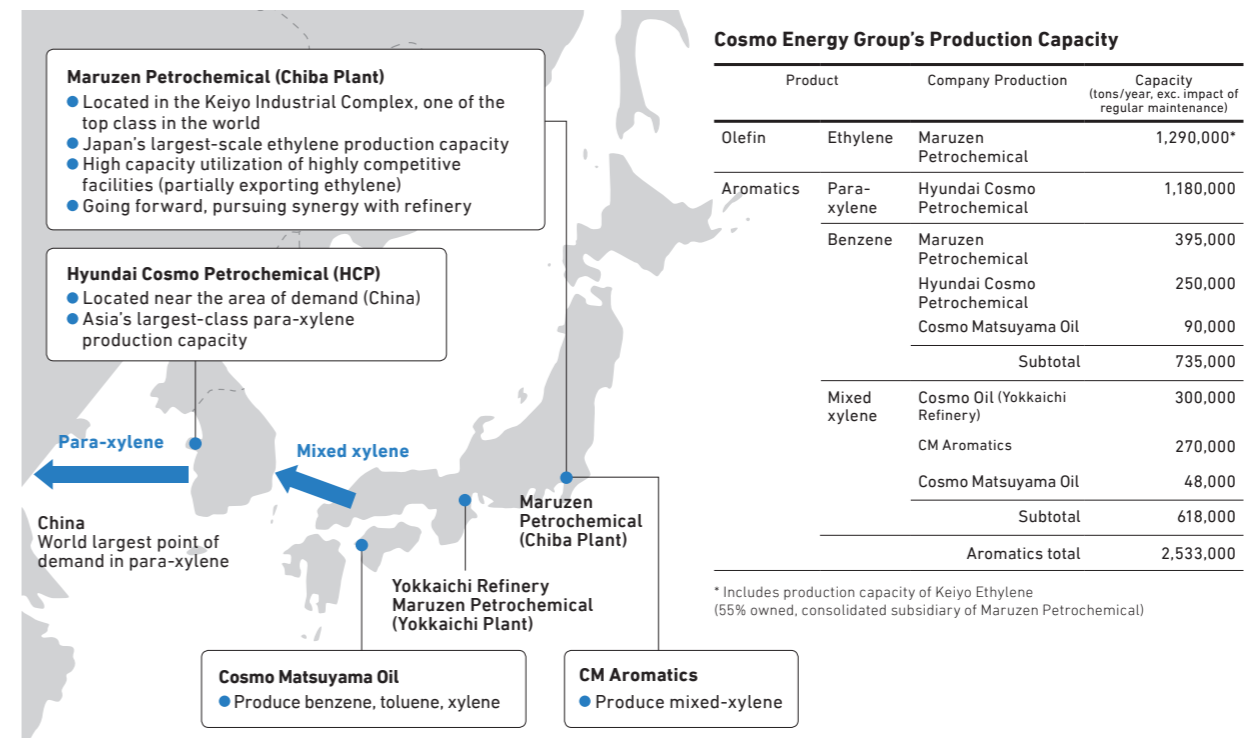 Maruzen Petrochemical (Chiba Plant)
● Located in the Keiyo Industrial Complex, one of the
top class in the world
● Japan's largest-scale ethylene production capacity
● High capacity utilization of highly competitive
facilities (partially exporting ethylene)
● Going forward, pursuing synergy with refinery
Hyundai Cosmo Petrochemical (HCP)
● Located near the area of demand (China)
● Asia's largest-class para-xylene
production capacity
Para-xylene
Mixed xylene
China
World largest point of
demand in para-xylene
Maruzen
Petrochemical
(Chiba Plant)
Yokkaichi Refinery
Maruzen Petrochemical
(Yokkaichi Plant)
Cosmo Matsuyama Oil
● Produce benzene, toluene, xylene
CM Aromatics
● Produce mixed-xylene
Cosmo Energy Group's Production Capacity
Product Company Production Capacity
(tons/year, exc. impact of
regular maintenance)
Olefin Ethylene Maruzen
Petrochemical 1,290,000*
Aromatics Para-
xylene Hyundai Cosmo
Petrochemical 1,180,000
Benzene Maruzen
Petrochemical 395,000
Hyundai Cosmo
Petrochemical 250,000
Cosmo Matsuyama Oil 90,000
Subtotal 735,000
Mixed
xylene Cosmo Oil (Yokkaichi
Refinery) 300,000
CM Aromatics 270,000
Cosmo Matsuyama Oil 48,000
Subtotal 618,000
Aromatics total 2,533,000
* Includes production capacity of Keiyo Ethylene
(55% owned, consolidated subsidiary of Maruzen Petrochemical)